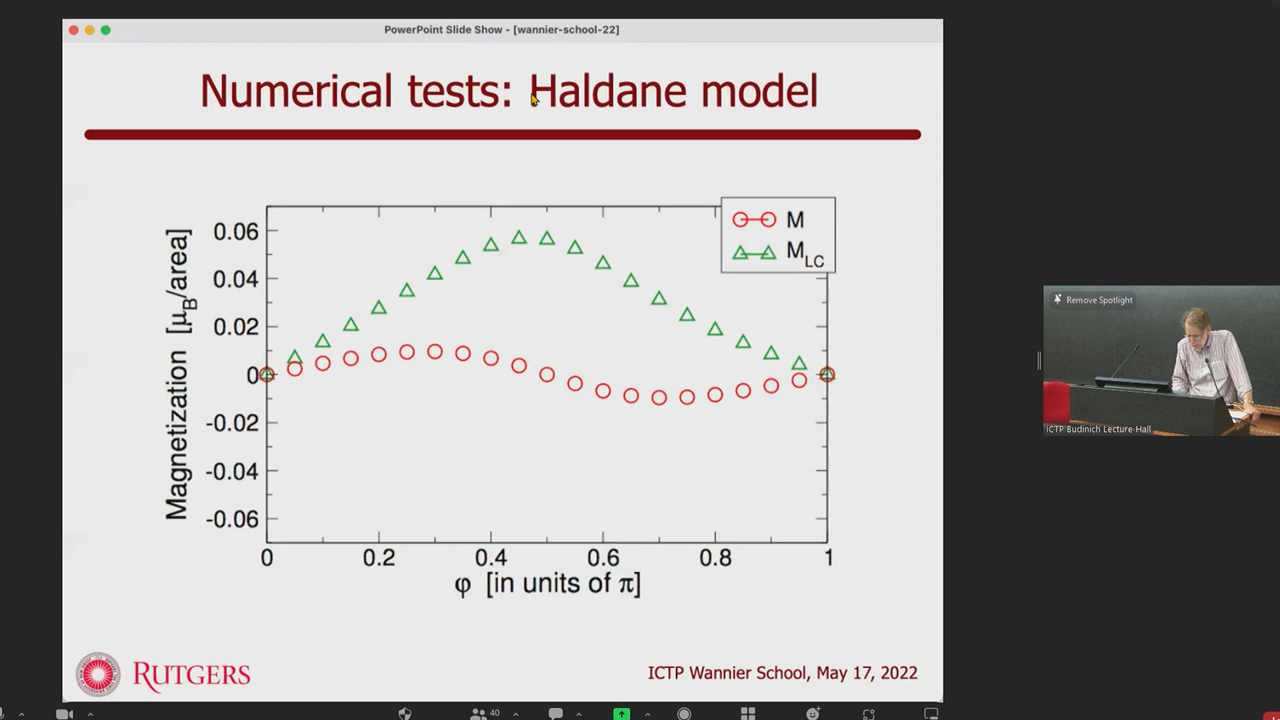 PowerPoint Slide Show - [wannier-school-22]
Numerical tests: Haldane model
M
M_LC
Magnetization [μ_B/area]
0.06
0.04
0.02
0
-0.02
-0.04
-0.06
0 0.2 0.4 0.6 0.8 1
φ [in units of π]
RUTGERS
ICTP Wannier School, May 17, 2022
Remove Spotlight
ICTP Budinich Lecture Hall
40